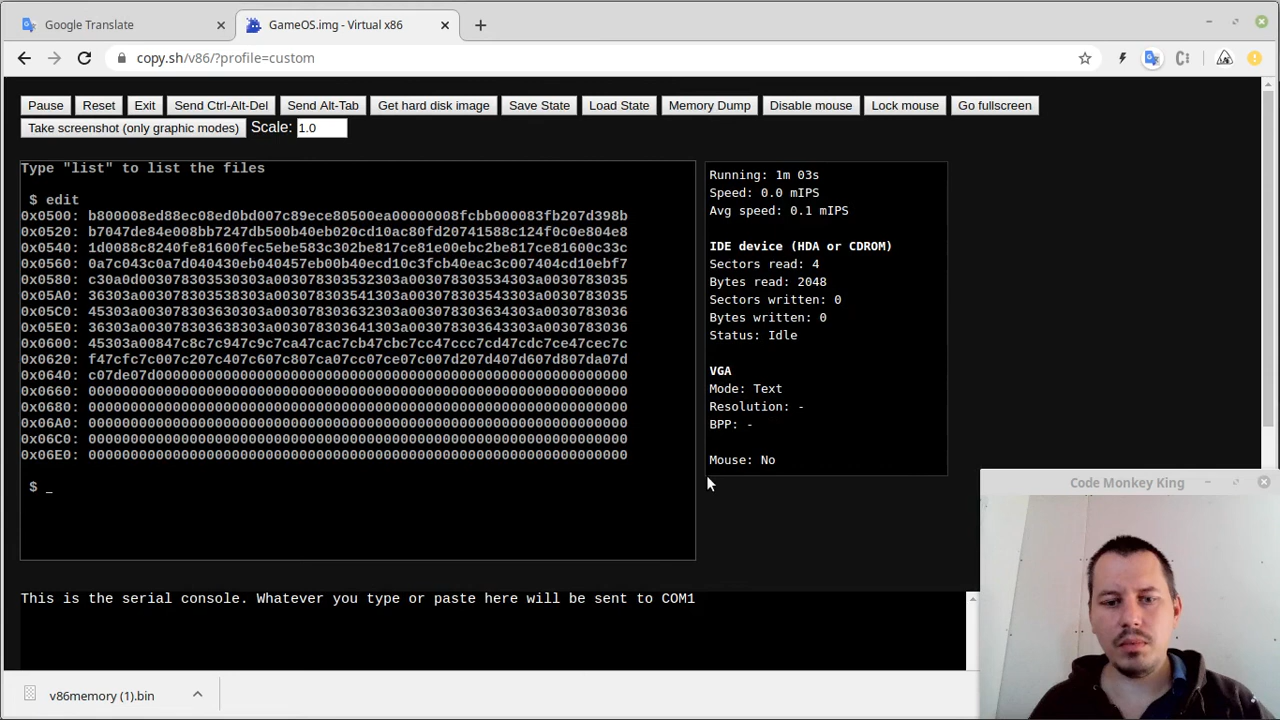 Google Translate
GameOS.img - Virtual x86
copy.sh/v86/?profile=custom
Pause Reset Exit Send Ctrl-Alt-Del Send Alt-Tab Get hard disk image Save State Load State Memory Dump Disable mouse Lock mouse Go fullscreen
Take screenshot (only graphic modes) Scale: 1.0
Type "list" to list the files
$ edit
0x0500: b800008ed88ec08ed0bd007c89ece80500ea00000008fcbb000083fb207d398b
0x0520: b7047de84e008bb7247db500b40eb020cd10ac80fd20741588c124f0c0e804e8
0x0540: 1d0088c8240fe81600fec5ebe583c302be817ce81e00ebc2be817ce81600c33c
0x0560: 0a7c043c0a7d040430eb040457eb00b40ecd10c3fcb40eac3c007404cd10ebf7
0x0580: c30a0d003078303530303a003078303532303a003078303534303a0030783035
0x05A0: 36303a003078303538303a003078303541303a003078303543303a0030783035
0x05C0: 45303a003078303630303a003078303632303a003078303634303a0030783036
0x05E0: 36303a003078303638303a003078303641303a003078303643303a0030783036
0x0600: 45303a00847c8c7c947c9c7ca47cac7cb47cbc7cc47ccc7cd47cdc7ce47cec7c
0x0620: f47cfc7c007c207c407c607c807ca07cc07ce07c007d207d407d607d807da07d
0x0640: c07de07d00000000000000000000000000000000000000000000000000000000
0x0660: 0000000000000000000000000000000000000000000000000000000000000000
0x0680: 0000000000000000000000000000000000000000000000000000000000000000
0x06A0: 0000000000000000000000000000000000000000000000000000000000000000
0x06C0: 0000000000000000000000000000000000000000000000000000000000000000
0x06E0: 0000000000000000000000000000000000000000000000000000000000000000
$ _
Running: 1m 03s
Speed: 0.0 mIPS
Avg speed: 0.1 mIPS
IDE device (HDA or CDROM)
Sectors read: 4
Bytes read: 2048
Sectors written: 0
Bytes written: 0
Status: Idle
VGA
Mode: Text
Resolution: -
BPP: -
Mouse: No
Code Monkey King
This is the serial console. Whatever you type or paste here will be sent to COM1
v86memory (1).bin